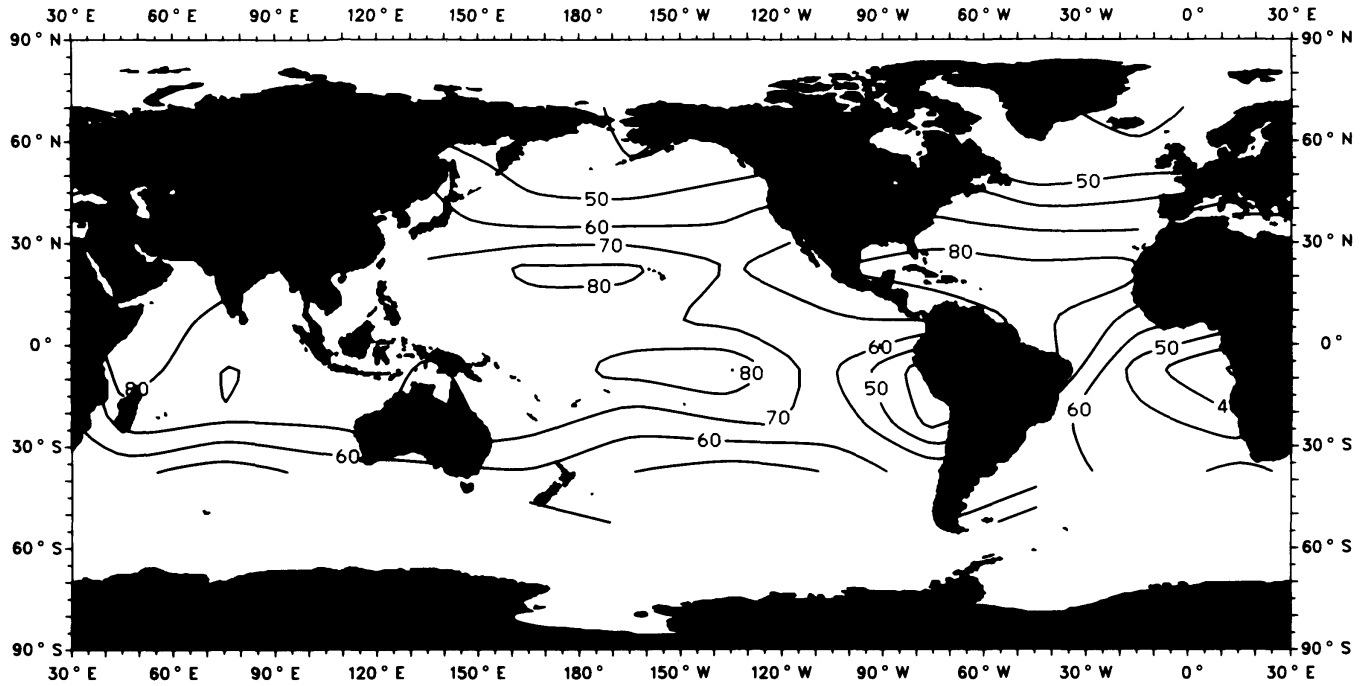 30° E 60° E 90° E 120° E 150° E 180° 150° W 120° W 90° W 60° W 30° W 0° 30° E
90° N 90° N
60° N 60° N
50
50
60
30° N 70 80 30° N
80
0° 60 50 0°
80 80 50 4
70 60
30° S 60 60 30° S
60° S 60° S
90° S 90° S
30° E 60° E 90° E 120° E 150° E 180° 150° W 120° W 90° W 60° W 30° W 0° 30° E